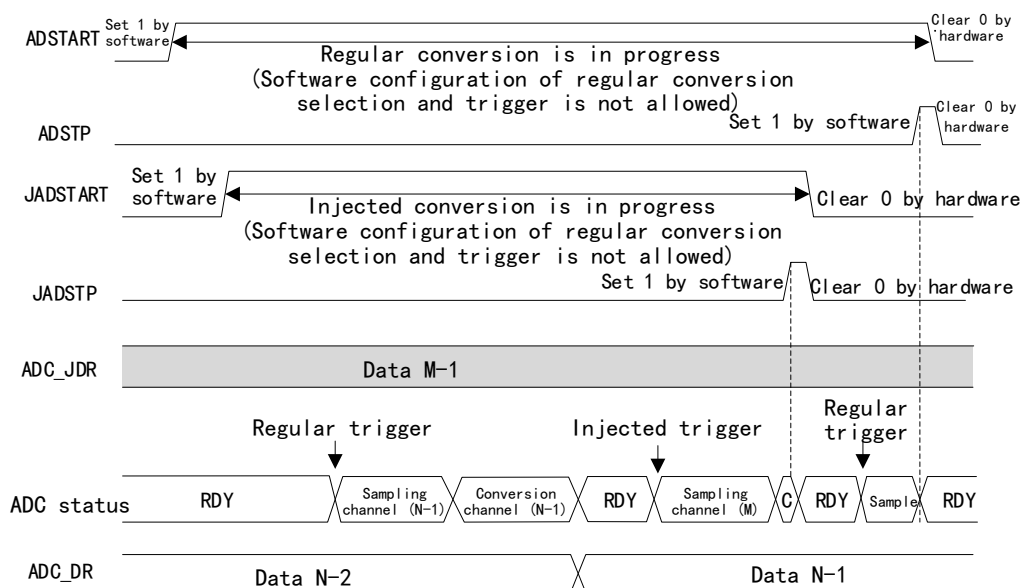 ADSTART
Set 1 by
software
Clear 0 by
hardware
Regular conversion is in progress
(Software configuration of regular conversion
selection and trigger is not allowed)
ADSTP
Set 1 by software
Clear 0 by
hardware
JADSTART
Set 1 by
software
Clear 0 by hardware
Injected conversion is in progress
(Software configuration of regular conversion
selection and trigger is not allowed)
JADSTP
Set 1 by software
Clear 0 by hardware
ADC_JDR
Data M-1
Regular trigger
Injected trigger
Regular
trigger
ADC status
RDY
Sampling
channel (N-1)
Conversion
channel (N-1)
RDY
Sampling
channel (M)
C
RDY
Sample
RDY
ADC_DR
Data N-2
Data N-1